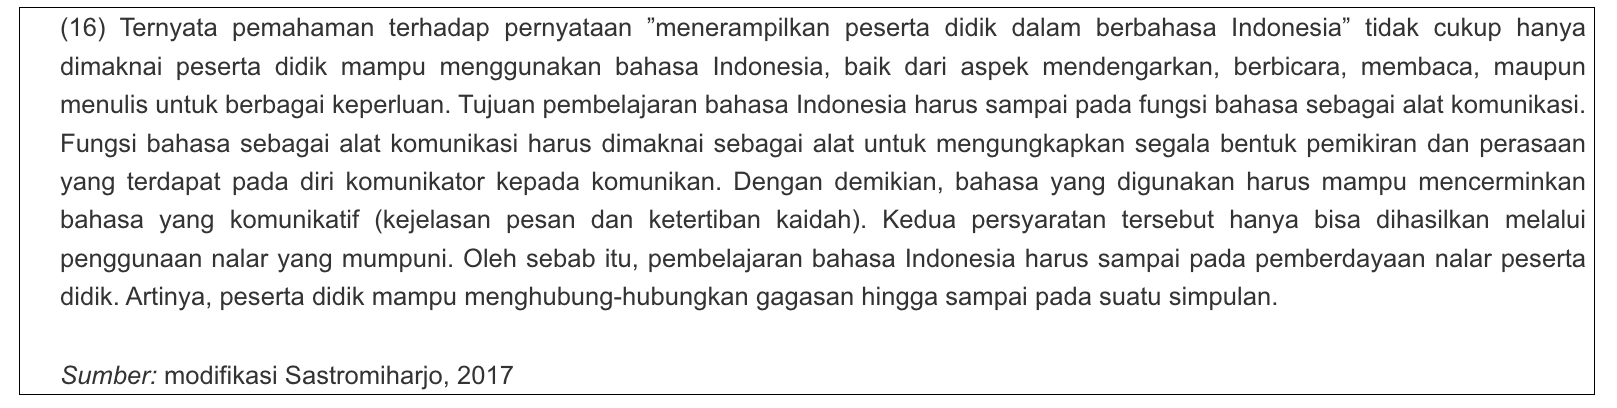 (16) Ternyata pemahaman terhadap pernyataan ”menerampilkan peserta didik dalam berbahasa Indonesia” tidak cukup hanya
dimaknai peserta didik mampu menggunakan bahasa Indonesia, baik dari aspek mendengarkan, berbicara, membaca, maupun
menulis untuk berbagai keperluan. Tujuan pembelajaran bahasa Indonesia harus sampai pada fungsi bahasa sebagai alat komunikasi.
Fungsi bahasa sebagai alat komunikasi harus dimaknai sebagai alat untuk mengungkapkan segala bentuk pemikiran dan perasaan
yang terdapat pada diri komunikator kepada komunikan. Dengan demikian, bahasa yang digunakan harus mampu mencerminkan
bahasa yang komunikatif (kejelasan pesan dan ketertiban kaidah). Kedua persyaratan tersebut hanya bisa dihasilkan melalui
penggunaan nalar yang mumpuni. Oleh sebab itu, pembelajaran bahasa Indonesia harus sampai pada pemberdayaan nalar peserta
didik. Artinya, peserta didik mampu menghubung-hubungkan gagasan hingga sampai pada suatu simpulan.
Sumber: modifikasi Sastromiharjo, 2017